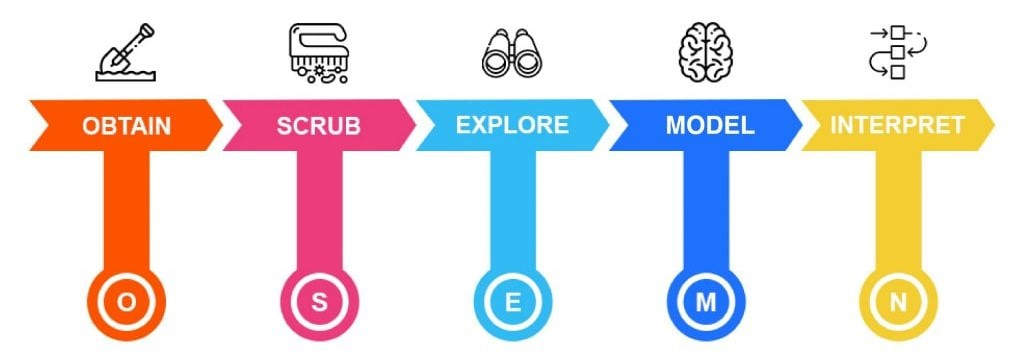 OBTAIN SCRUB EXPLORE MODEL INTERPRET
O S E M N